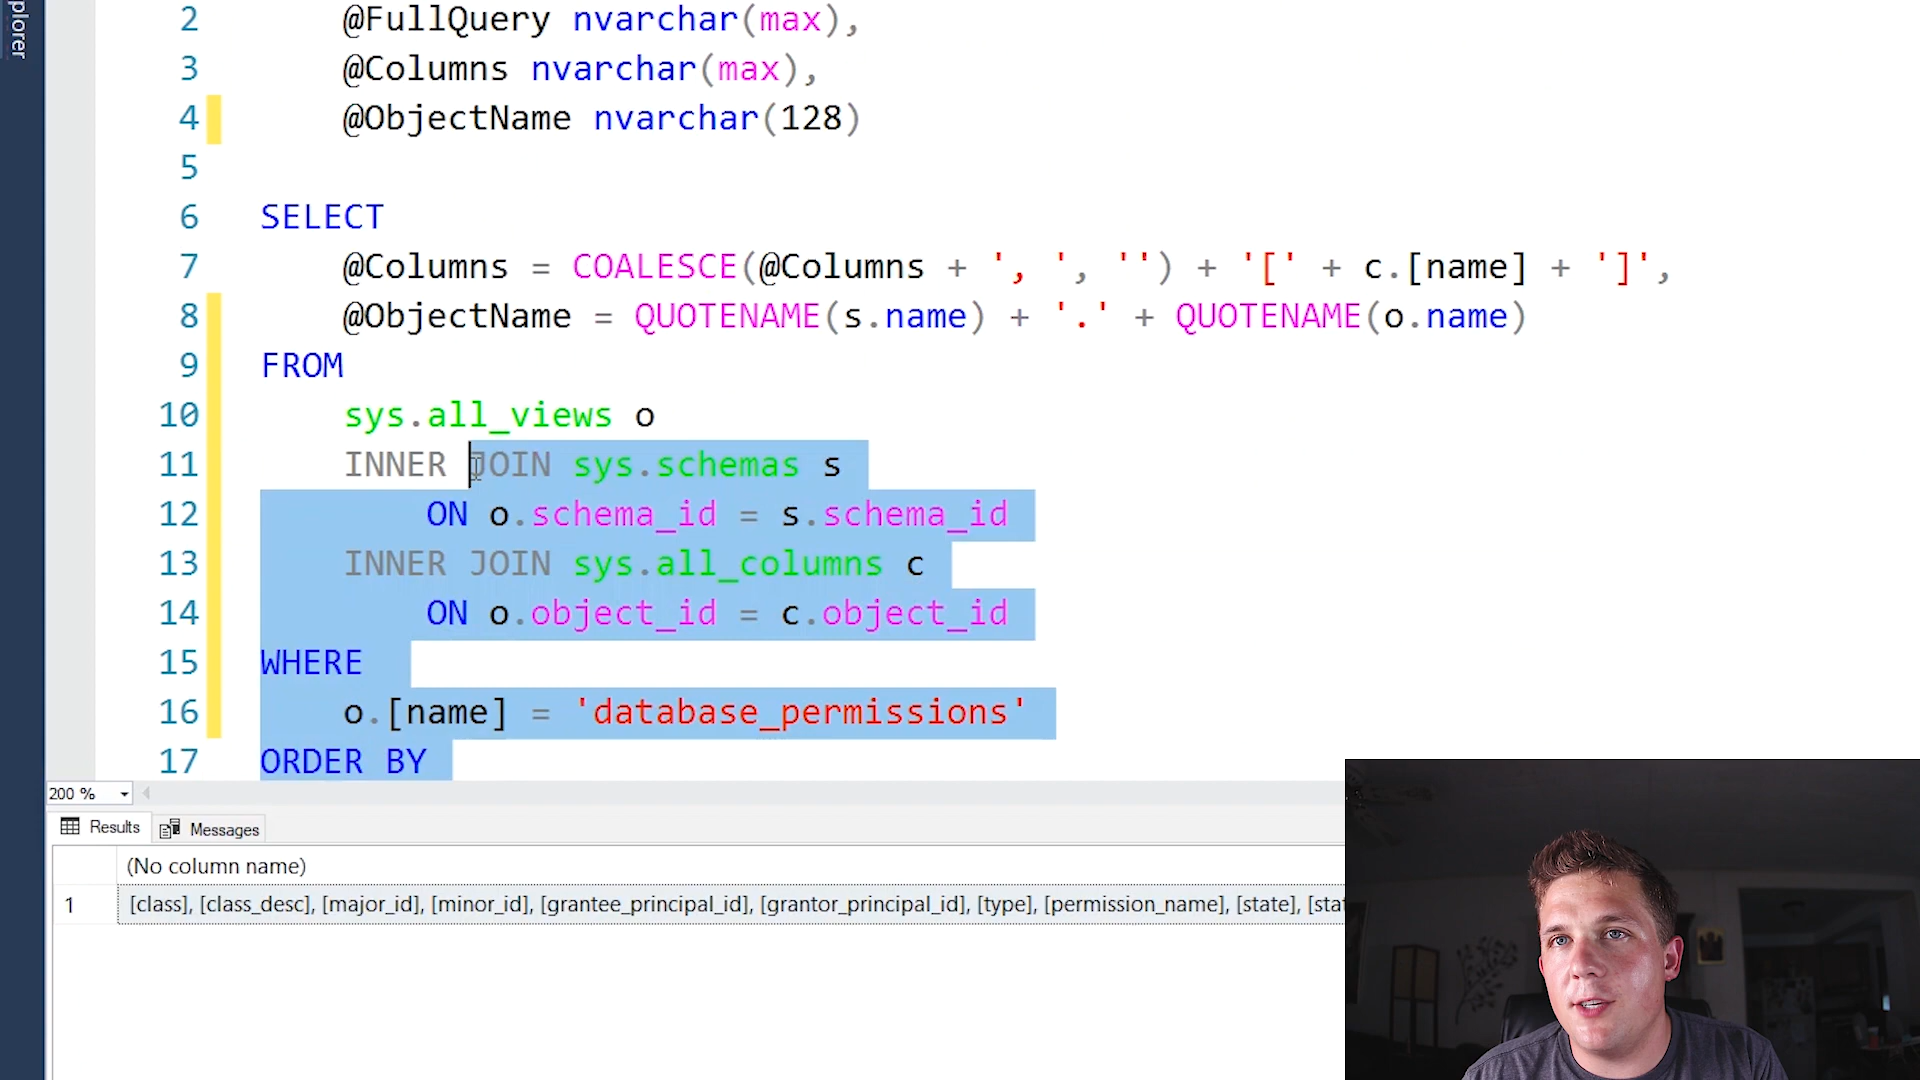 plorer
2 @FullQuery nvarchar(max),
3 @Columns nvarchar(max),
4 @ObjectName nvarchar(128)
5
6 SELECT
7 @Columns = COALESCE(@Columns + ', ', '') + '[' + c.[name] + ']',
8 @ObjectName = QUOTENAME(s.name) + '.' + QUOTENAME(o.name)
9 FROM
10 sys.all_views o
11 INNER JOIN sys.schemas s
12 ON o.schema_id = s.schema_id
13 INNER JOIN sys.all_columns c
14 ON o.object_id = c.object_id
15 WHERE
16 o.[name] = 'database_permissions'
17 ORDER BY
200 %
Results Messages
(No column name)
1 [class], [class_desc], [major_id], [minor_id], [grantee_principal_id], [grantor_principal_id], [type], [permission_name], [state], [stat